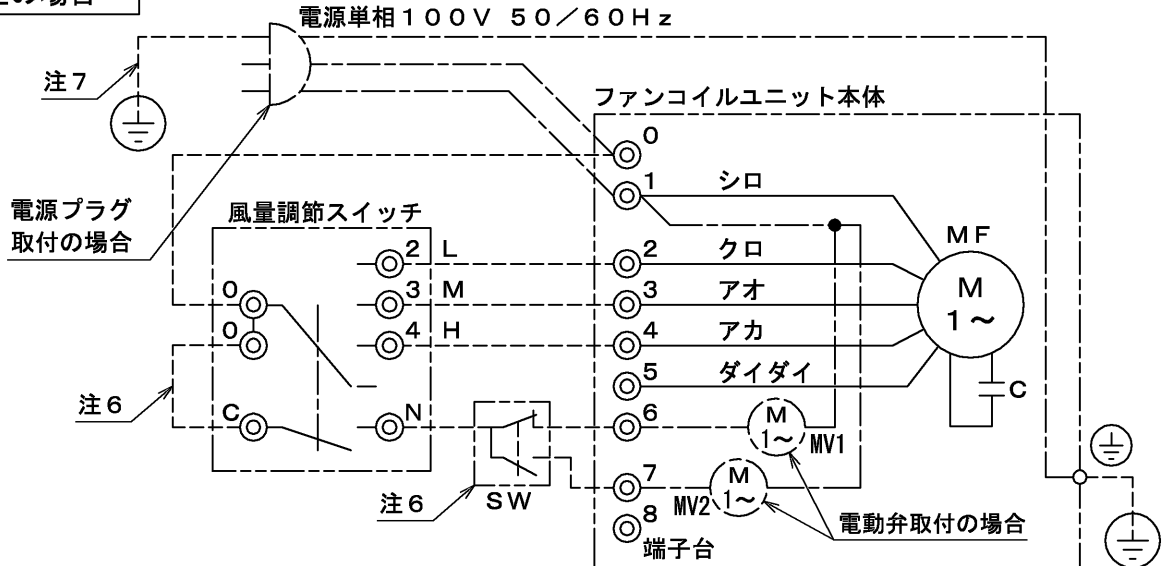 電源単相100V 50/60Hz
注7
ファンコイルユニット本体
0
1
シロ
電源プラグ
取付の場合
風量調節スイッチ
MF
2 L
2
クロ
M
1～
0
3 M
3
アオ
0
4 H
4
アカ
5
ダイダイ
C
注6
C
N
6
M
1～
MV1
7
M
1～
MV2
注6
SW
8
端子台
電動弁取付の場合